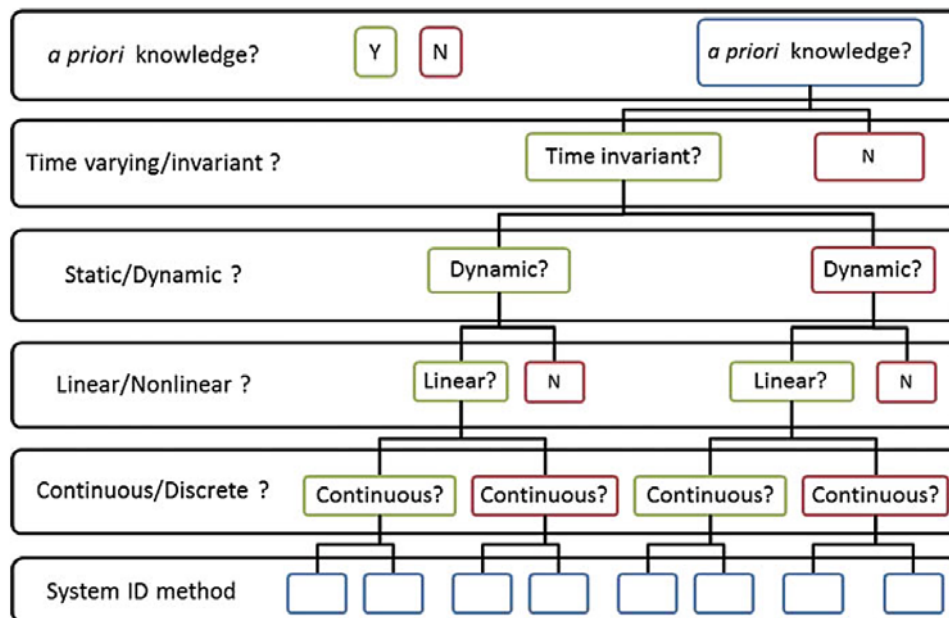 a priori knowledge? Y N a priori knowledge?
Time varying/invariant ? Time invariant? N
Static/Dynamic ? Dynamic? Dynamic?
Linear/Nonlinear ? Linear? N Linear? N
Continuous/Discrete ? Continuous? Continuous? Continuous? Continuous?
System ID method